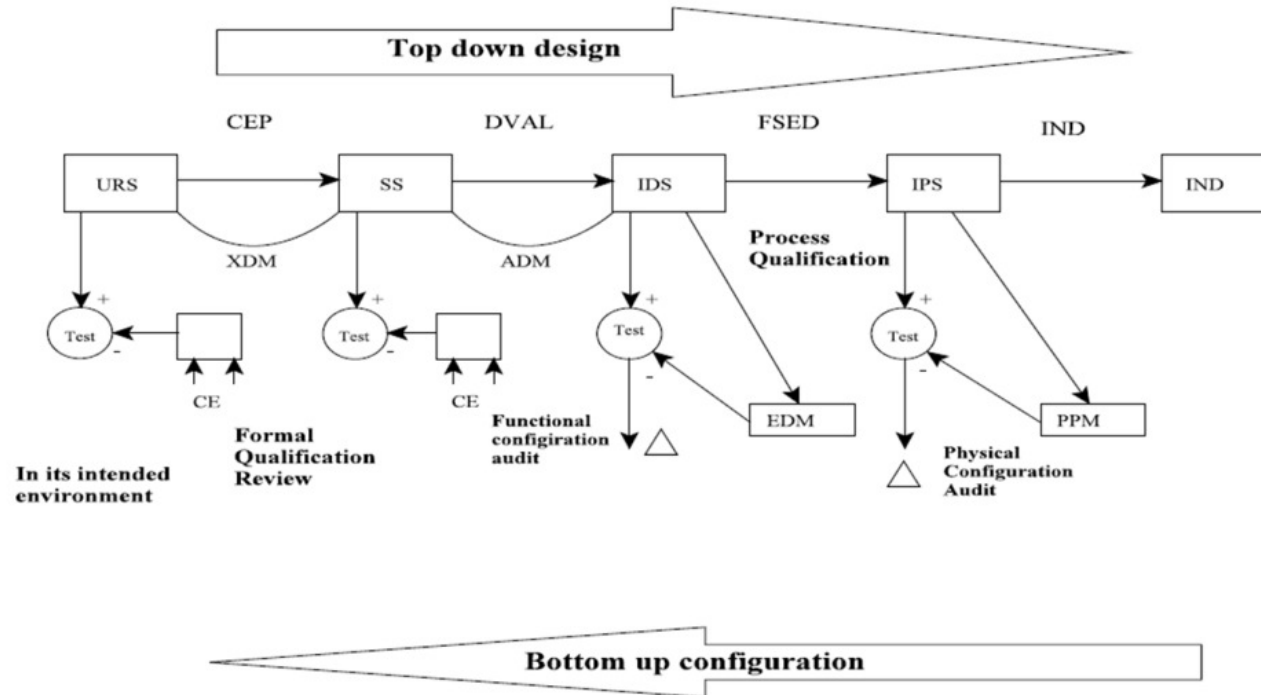 Top down design
CEP
DVAL
FSED
IND
URS
SS
IDS
IPS
IND
XDM
ADM
Process
Qualification
+
Test
-
+
Test
-
+
Test
-
+
Test
-
CE
CE
EDM
PPM
In its intended
environment
Formal
Qualification
Review
Functional
configiration
audit
Physical
Configuration
Audit
Bottom up configuration